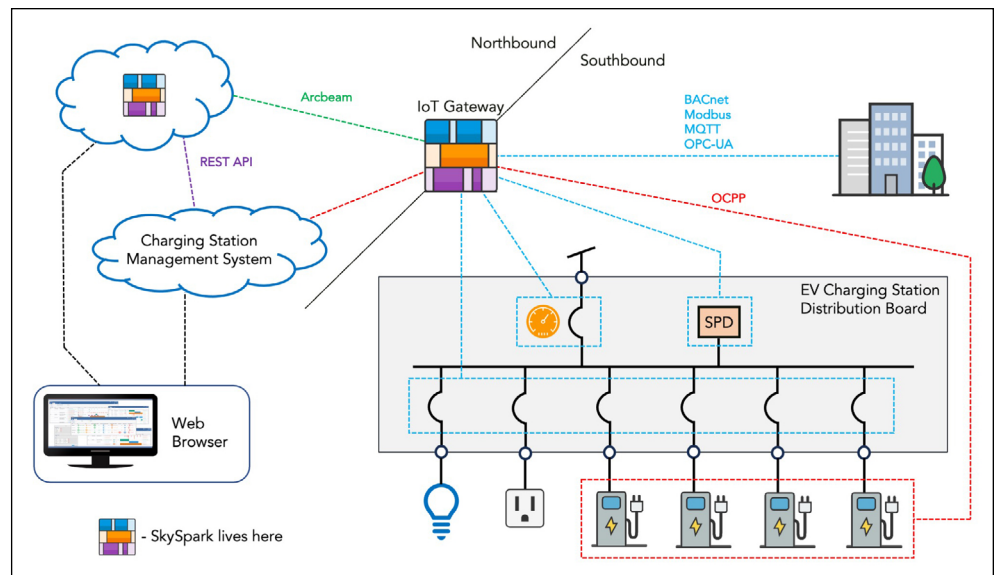 Northbound
Southbound
IoT Gateway
Arcbeam
BACnet
Modbus
MQTT
OPC-UA
REST API
OCPP
Charging Station
Management System
EV Charging Station
Distribution Board
SPD
Web
Browser
- SkySpark lives here